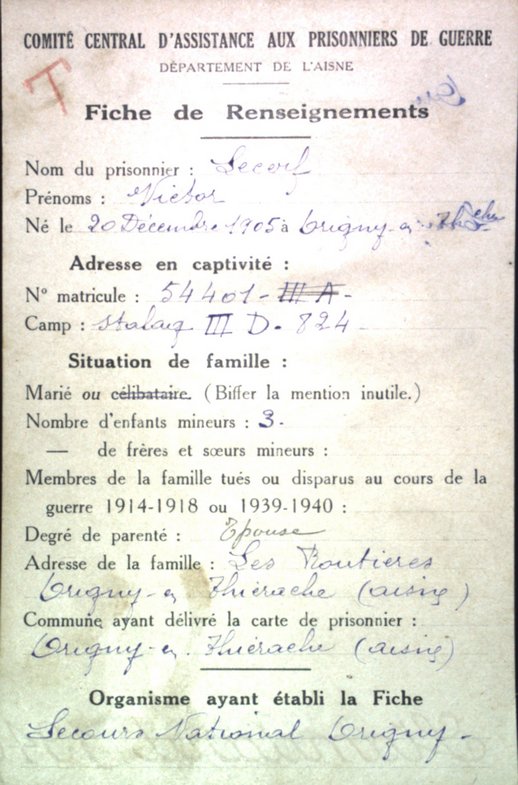 COMITÉ CENTRAL D'ASSISTANCE AUX PRISONNIERS DE GUERRE
DÉPARTEMENT DE L'AISNE
T
Fiche de Renseignements
Nom du prisonnier :
Prénoms : Victor
Né le 20 Décembre 1905 à Origny-en
Adresse en captivité :
N° matricule : 54401 - III A -
Camp : Stalag III D. 824 -
Situation de famille :
Marié ou célibataire. (Biffer la mention inutile.)
Nombre d'enfants mineurs : 3.
— de frères et sœurs mineurs :
Membres de la famille tués ou disparus au cours de la
guerre 1914-1918 ou 1939-1940 :
Degré de parenté : Epouse
Adresse de la famille : Les Routieres
Origny-en Thiérache (aisne)
Commune ayant délivré la carte de prisonnier :
Origny-en. Thiérache (aisne)
Organisme ayant établi la Fiche
Secours National Origny -